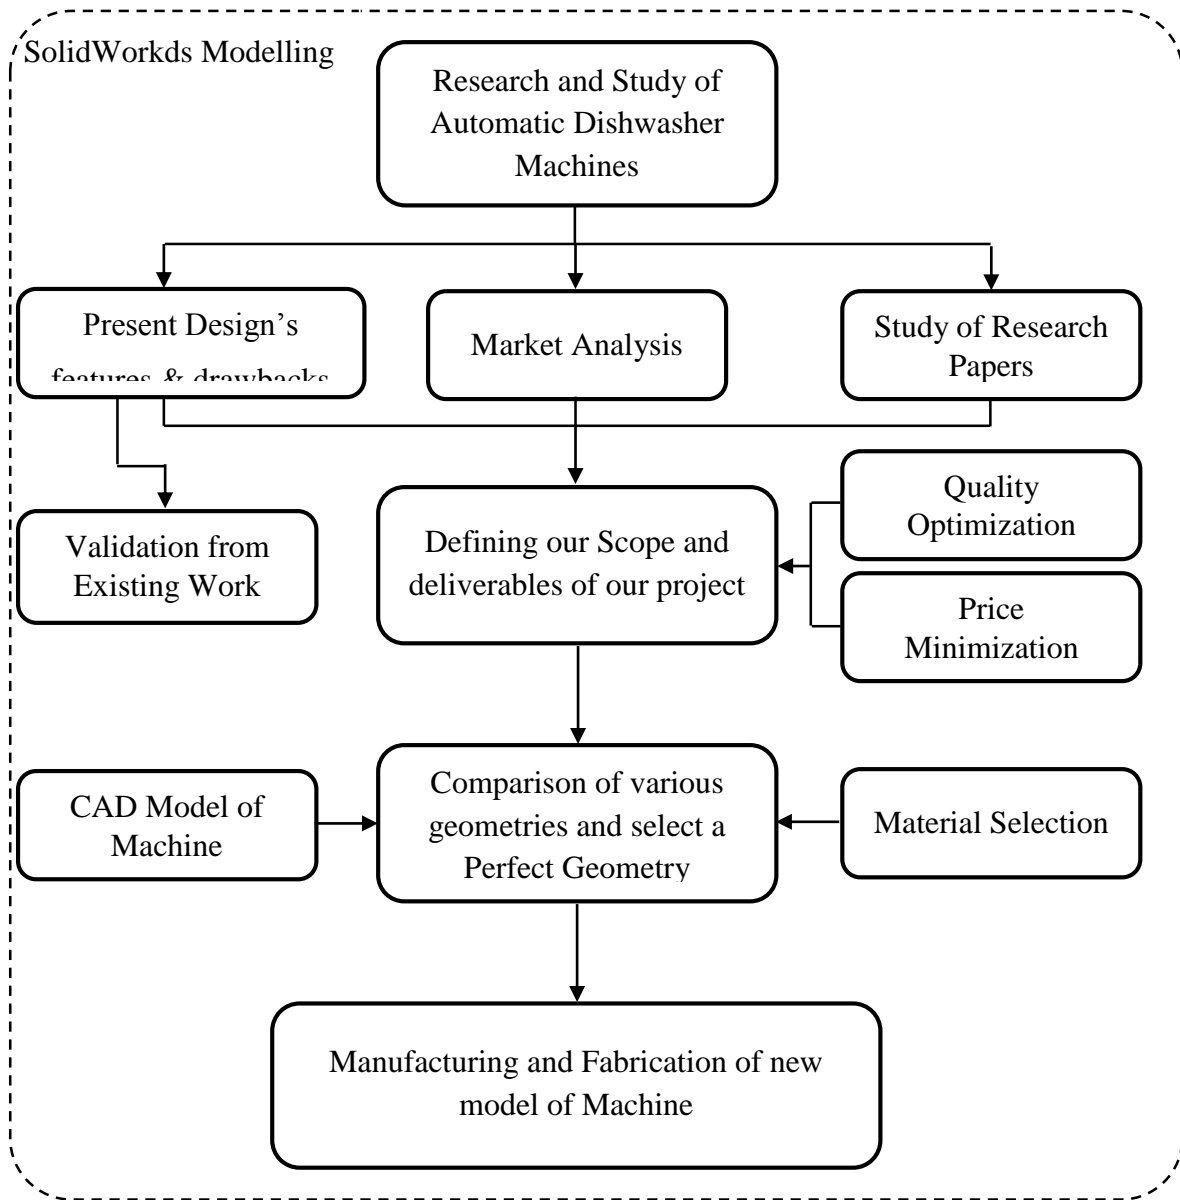 SolidWorkds Modelling
Research and Study of
Automatic Dishwasher
Machines
Present Design’s
features & drawbacks
Market Analysis
Study of Research
Papers
Validation from
Existing Work
Defining our Scope and
deliverables of our project
Quality
Optimization
Price
Minimization
CAD Model of
Machine
Comparison of various
geometries and select a
Perfect Geometry
Material Selection
Manufacturing and Fabrication of new
model of Machine